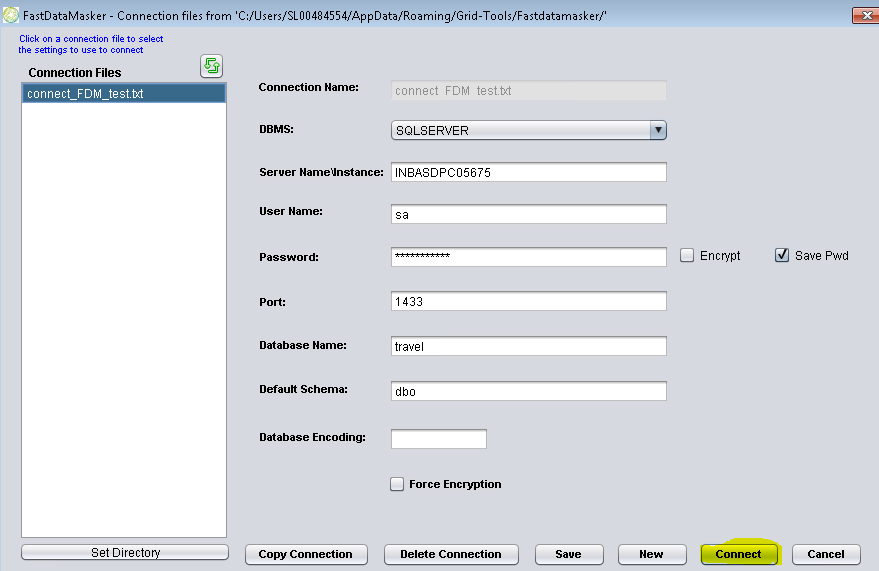 FastDataMasker - Connection files from 'C:/Users/SL00484554/AppData/Roaming/Grid-Tools/Fastdatamasker/'
Click on a connection file to select
the settings to use to connect
Connection Files
connect_FDM_test.txt
Set Directory
Connection Name: connect FDM test.txt
DBMS: SQLSERVER
Server Name\Instance: INBASDPC05675
User Name: sa
Password: *********** Encrypt Save Pwd
Port: 1433
Database Name: travel
Default Schema: dbo
Database Encoding:
Force Encryption
Copy Connection Delete Connection Save New Connect Cancel